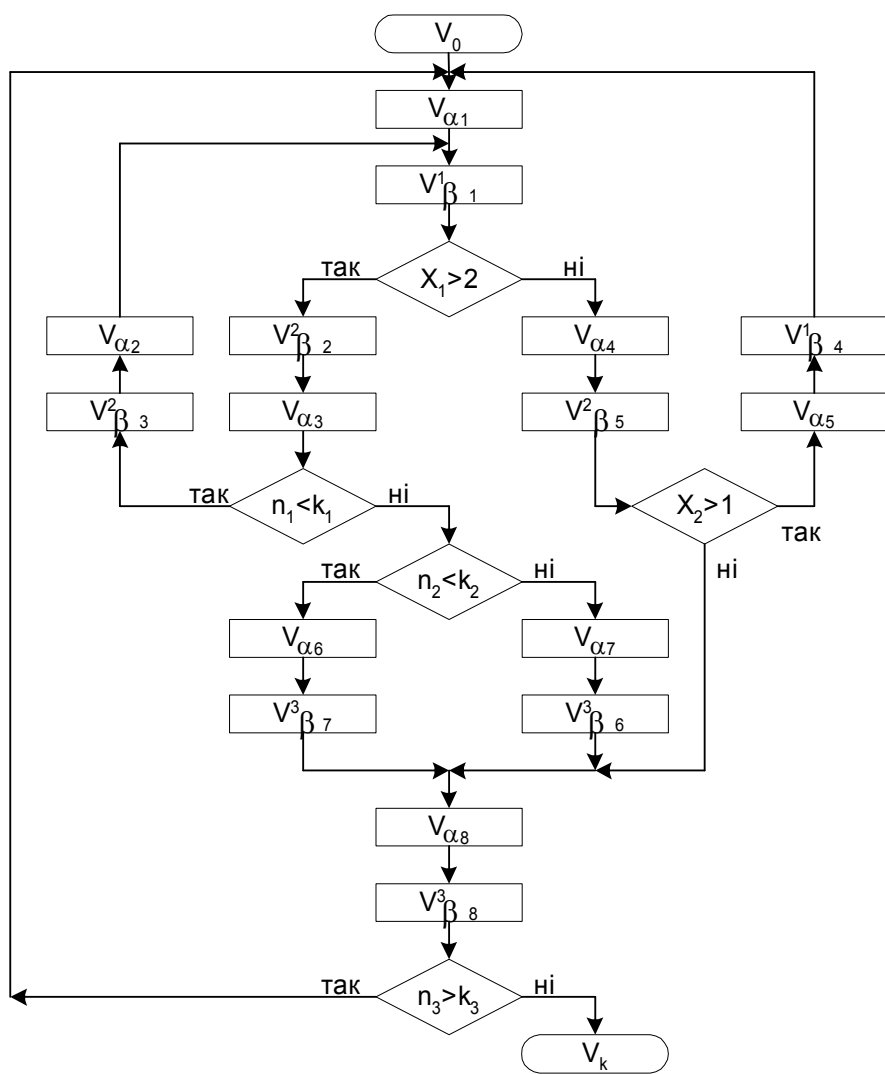 V₀
Vα₁
V¹β₁
так X₁>2 ні
Vα₂ V²β₂ Vα₄ V¹β₄
V²β₃ Vα₃ V²β₅ Vα₅
так n₁<k₁ ні X₂>1 так
так n₂<k₂ ні ні
Vα₆ Vα₇
V³β₇ V³β₆
Vα₈
V³β₈
так n₃>k₃ ні
Vₖ